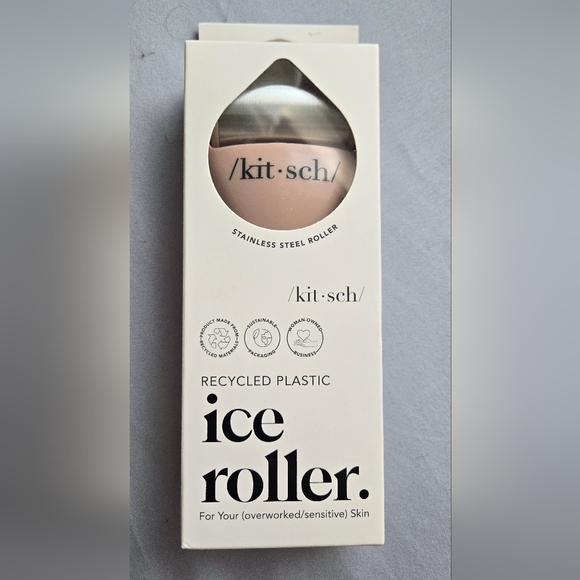 /kit·sch/
STAINLESS STEEL ROLLER
/kit·sch/
PRODUCT MADE FROM
RECYCLED MATERIALS
SUSTAINABLE
PACKAGING
WOMAN-OWNED
BUSINESS
RECYCLED PLASTIC
ice
roller.
For Your (overworked/sensitive) Skin